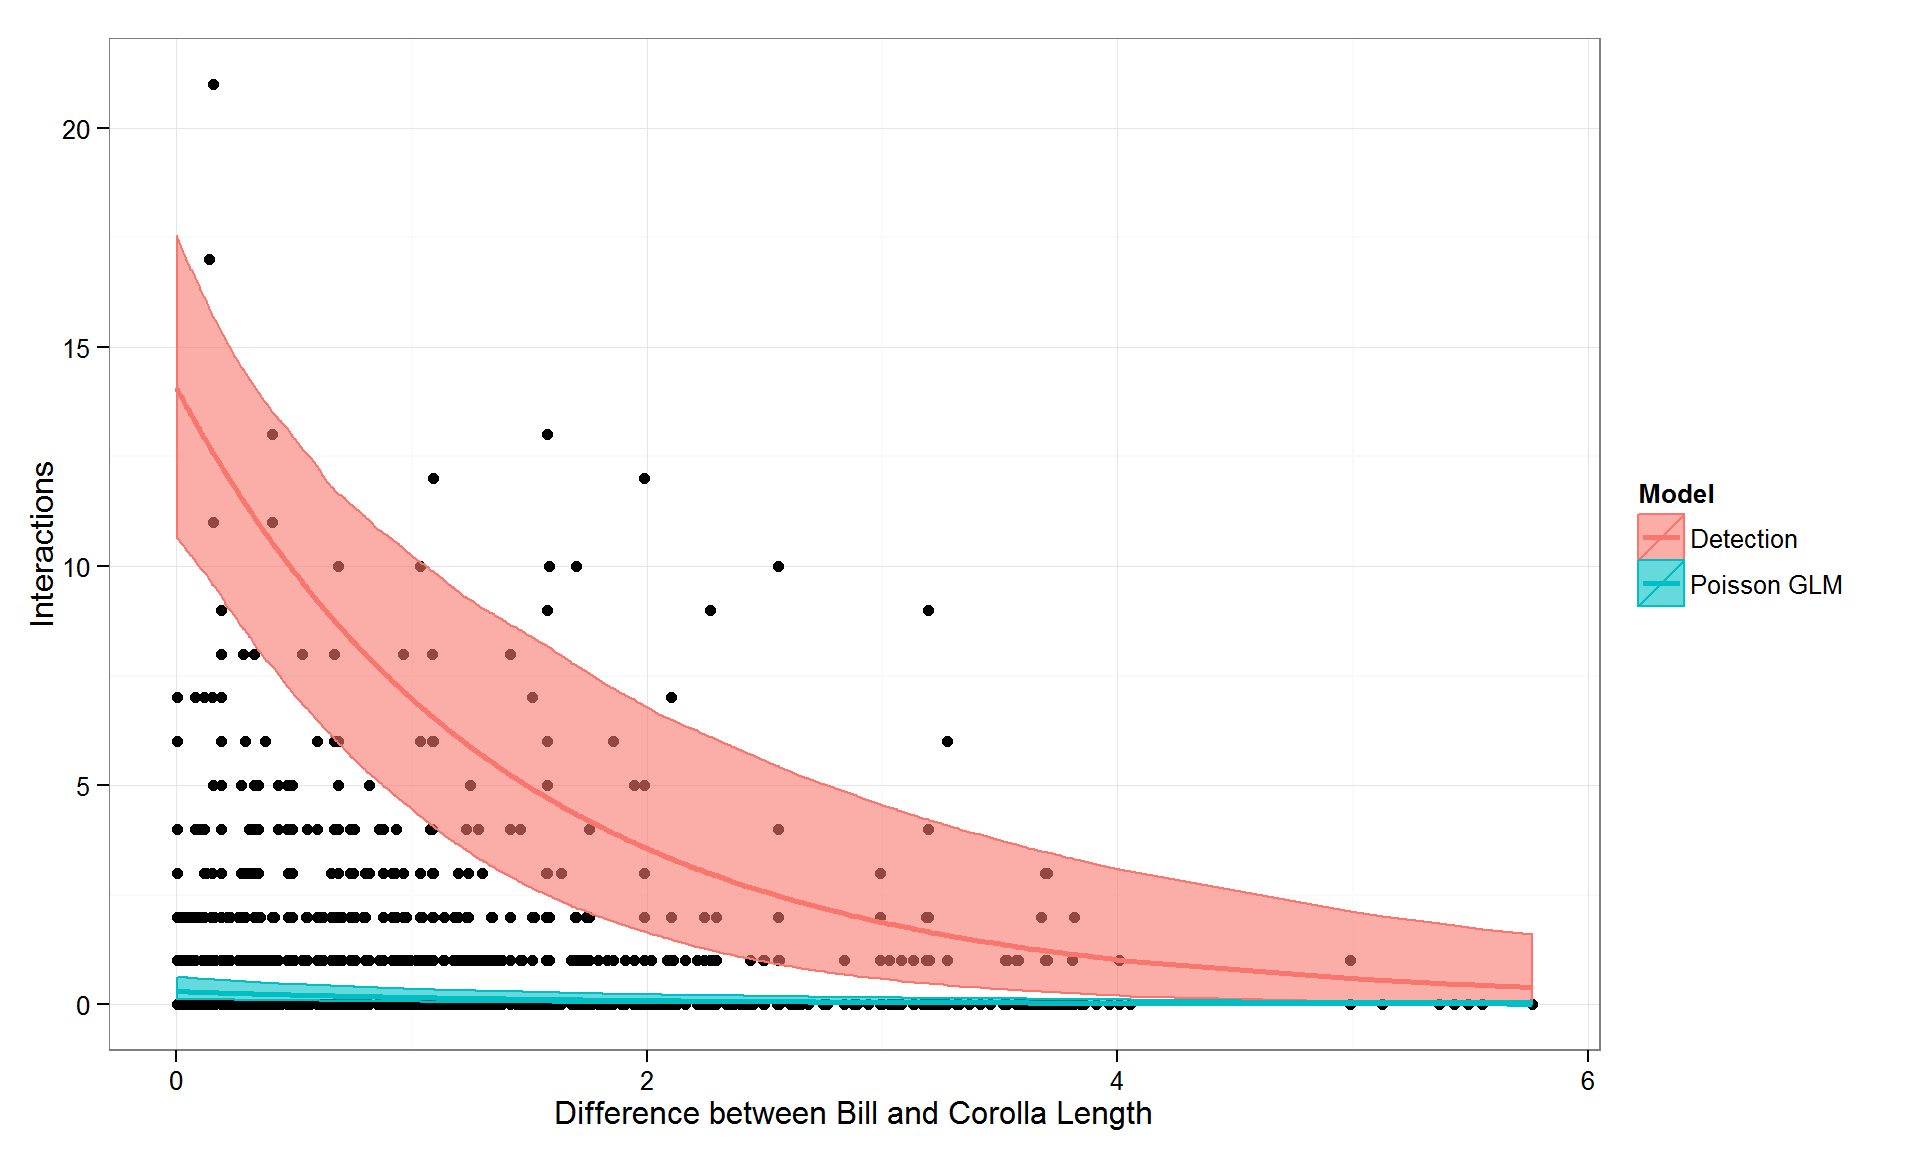 20
15
10
5
0
0 2 4 6
Interactions
Difference between Bill and Corolla Length
Model
Detection
Poisson GLM